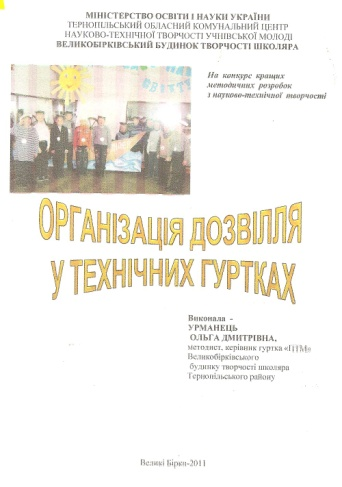 МІНІСТЕРСТВО ОСВІТИ І НАУКИ УКРАЇНИ
ТЕРНОПІЛЬСЬКИЙ ОБЛАСНИЙ КОМУНАЛЬНИЙ ЦЕНТР
НАУКОВО-ТЕХНІЧНОЇ ТВОРЧОСТІ УЧНІВСЬКОЇ МОЛОДІ
ВЕЛИКОБІРКІВСЬКИЙ БУДИНОК ТВОРЧОСТІ ШКОЛЯРА
На конкурс кращих
методичних розробок
з науково-технічної творчості
ОРГАНІЗАЦІЯ ДОЗВІЛЛЯ
У ТЕХНІЧНИХ ГУРТКАХ
Виконала -
УРМАНЕЦЬ
ОЛЬГА ДМИТРІВНА,
методист, керівник гуртка «ПТМ»
Великобірківського
будинку творчості школяра
Тернопільського району
Великі Бірки-2011